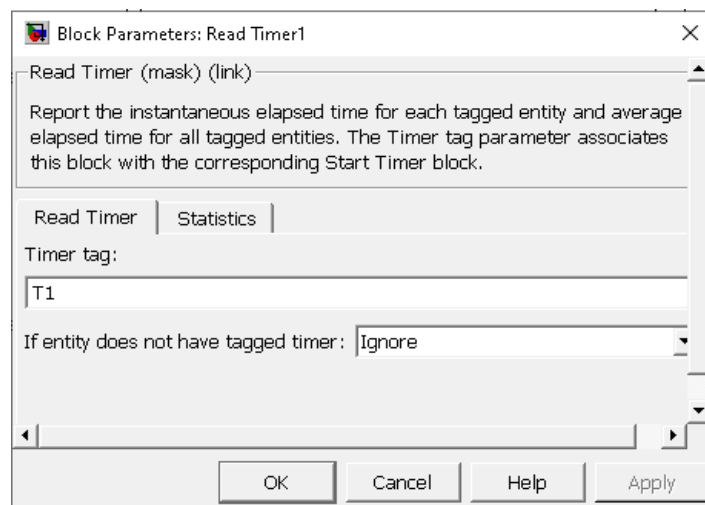 Block Parameters: Read Timer1
Read Timer (mask) (link)
Report the instantaneous elapsed time for each tagged entity and average
elapsed time for all tagged entities. The Timer tag parameter associates
this block with the corresponding Start Timer block.
Read Timer Statistics
Timer tag:
T1
If entity does not have tagged timer: Ignore
OK Cancel Help Apply